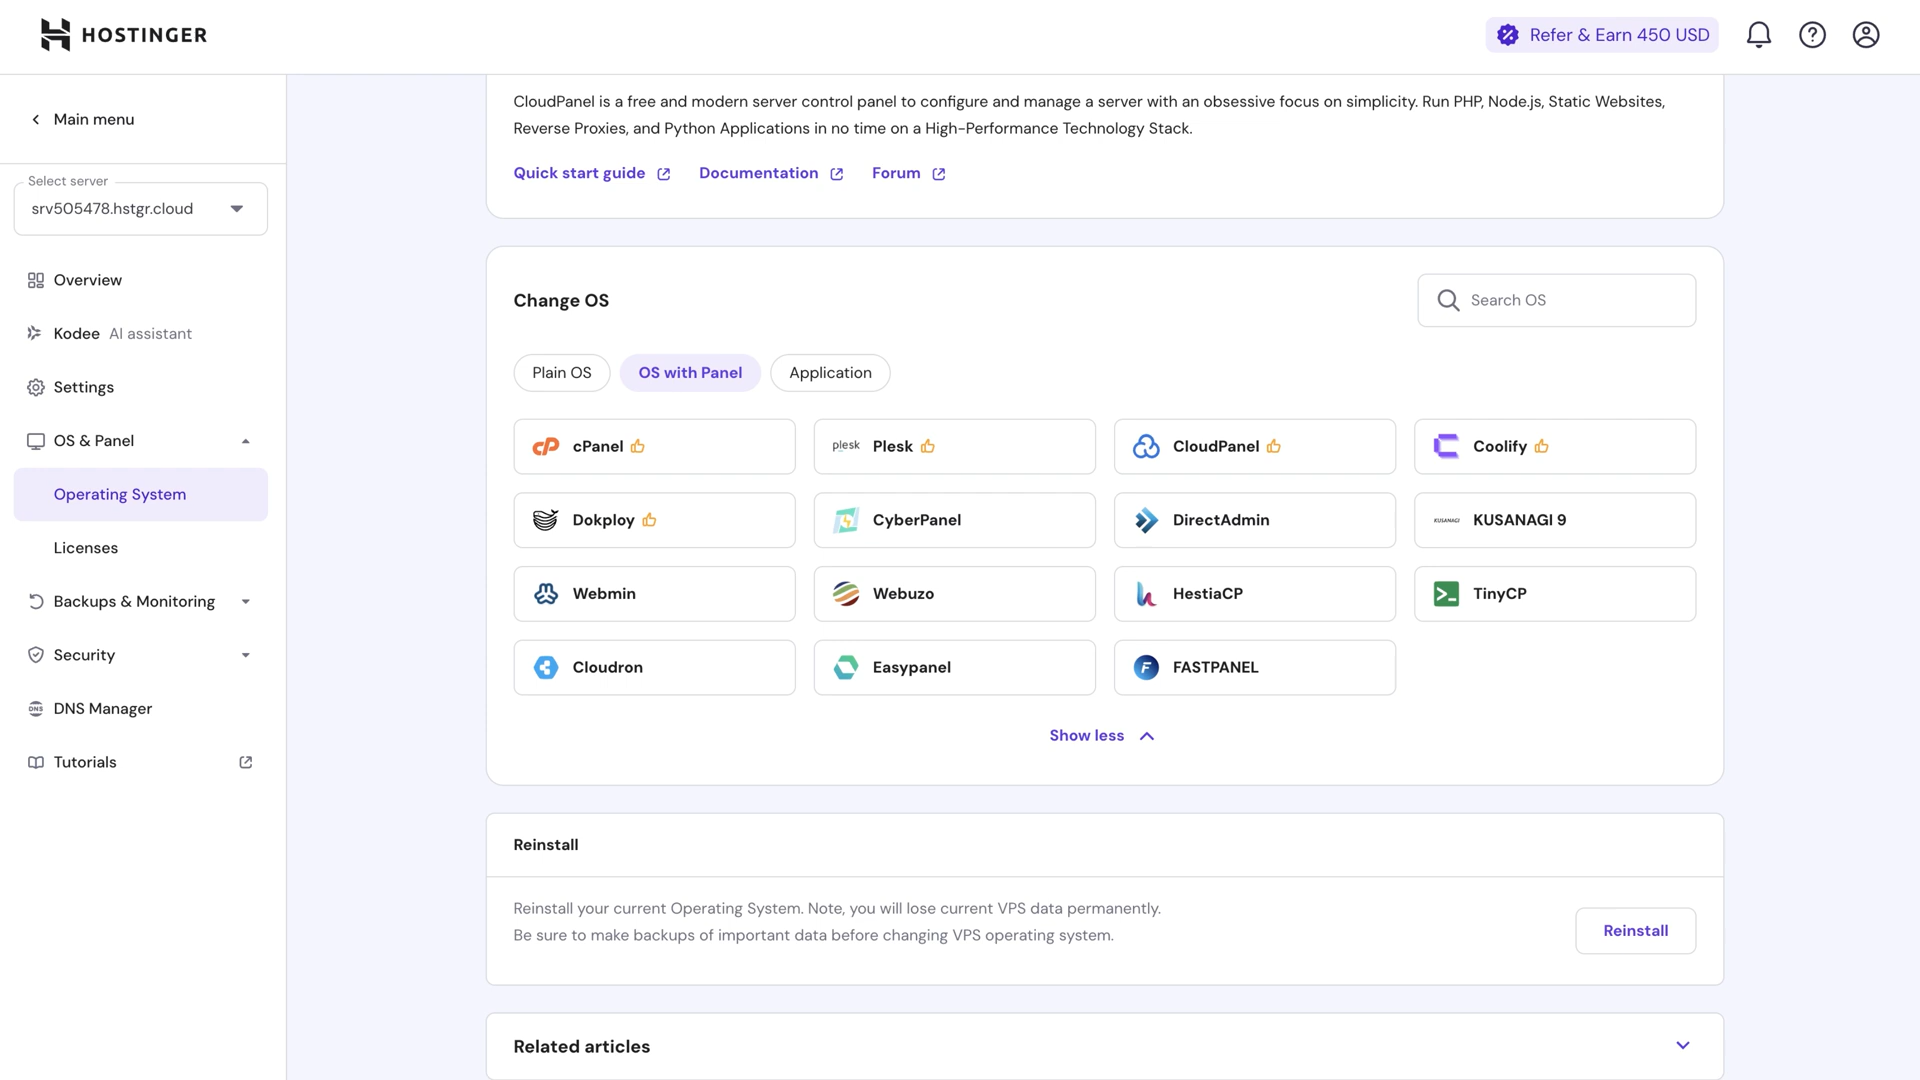 HOSTINGER
Refer & Earn 450 USD
Main menu
Select server
srv505478.hstgr.cloud
Overview
Kodee AI assistant
Settings
OS & Panel
Operating System
Licenses
Backups & Monitoring
Security
DNS
DNS Manager
Tutorials
CloudPanel is a free and modern server control panel to configure and manage a server with an obsessive focus on simplicity. Run PHP, Node.js, Static Websites,
Reverse Proxies, and Python Applications in no time on a High-Performance Technology Stack.
Quick start guide
Documentation
Forum
Change OS
Search OS
Plain OS
OS with Panel
Application
cP cPanel
plesk Plesk
CloudPanel
Coolify
Dokploy
CyberPanel
DirectAdmin
KUSANAGI KUSANAGI 9
Webmin
Webuzo
HestiaCP
TinyCP
Cloudron
Easypanel
F FASTPANEL
Show less
Reinstall
Reinstall your current Operating System. Note, you will lose current VPS data permanently.
Be sure to make backups of important data before changing VPS operating system.
Reinstall
Related articles